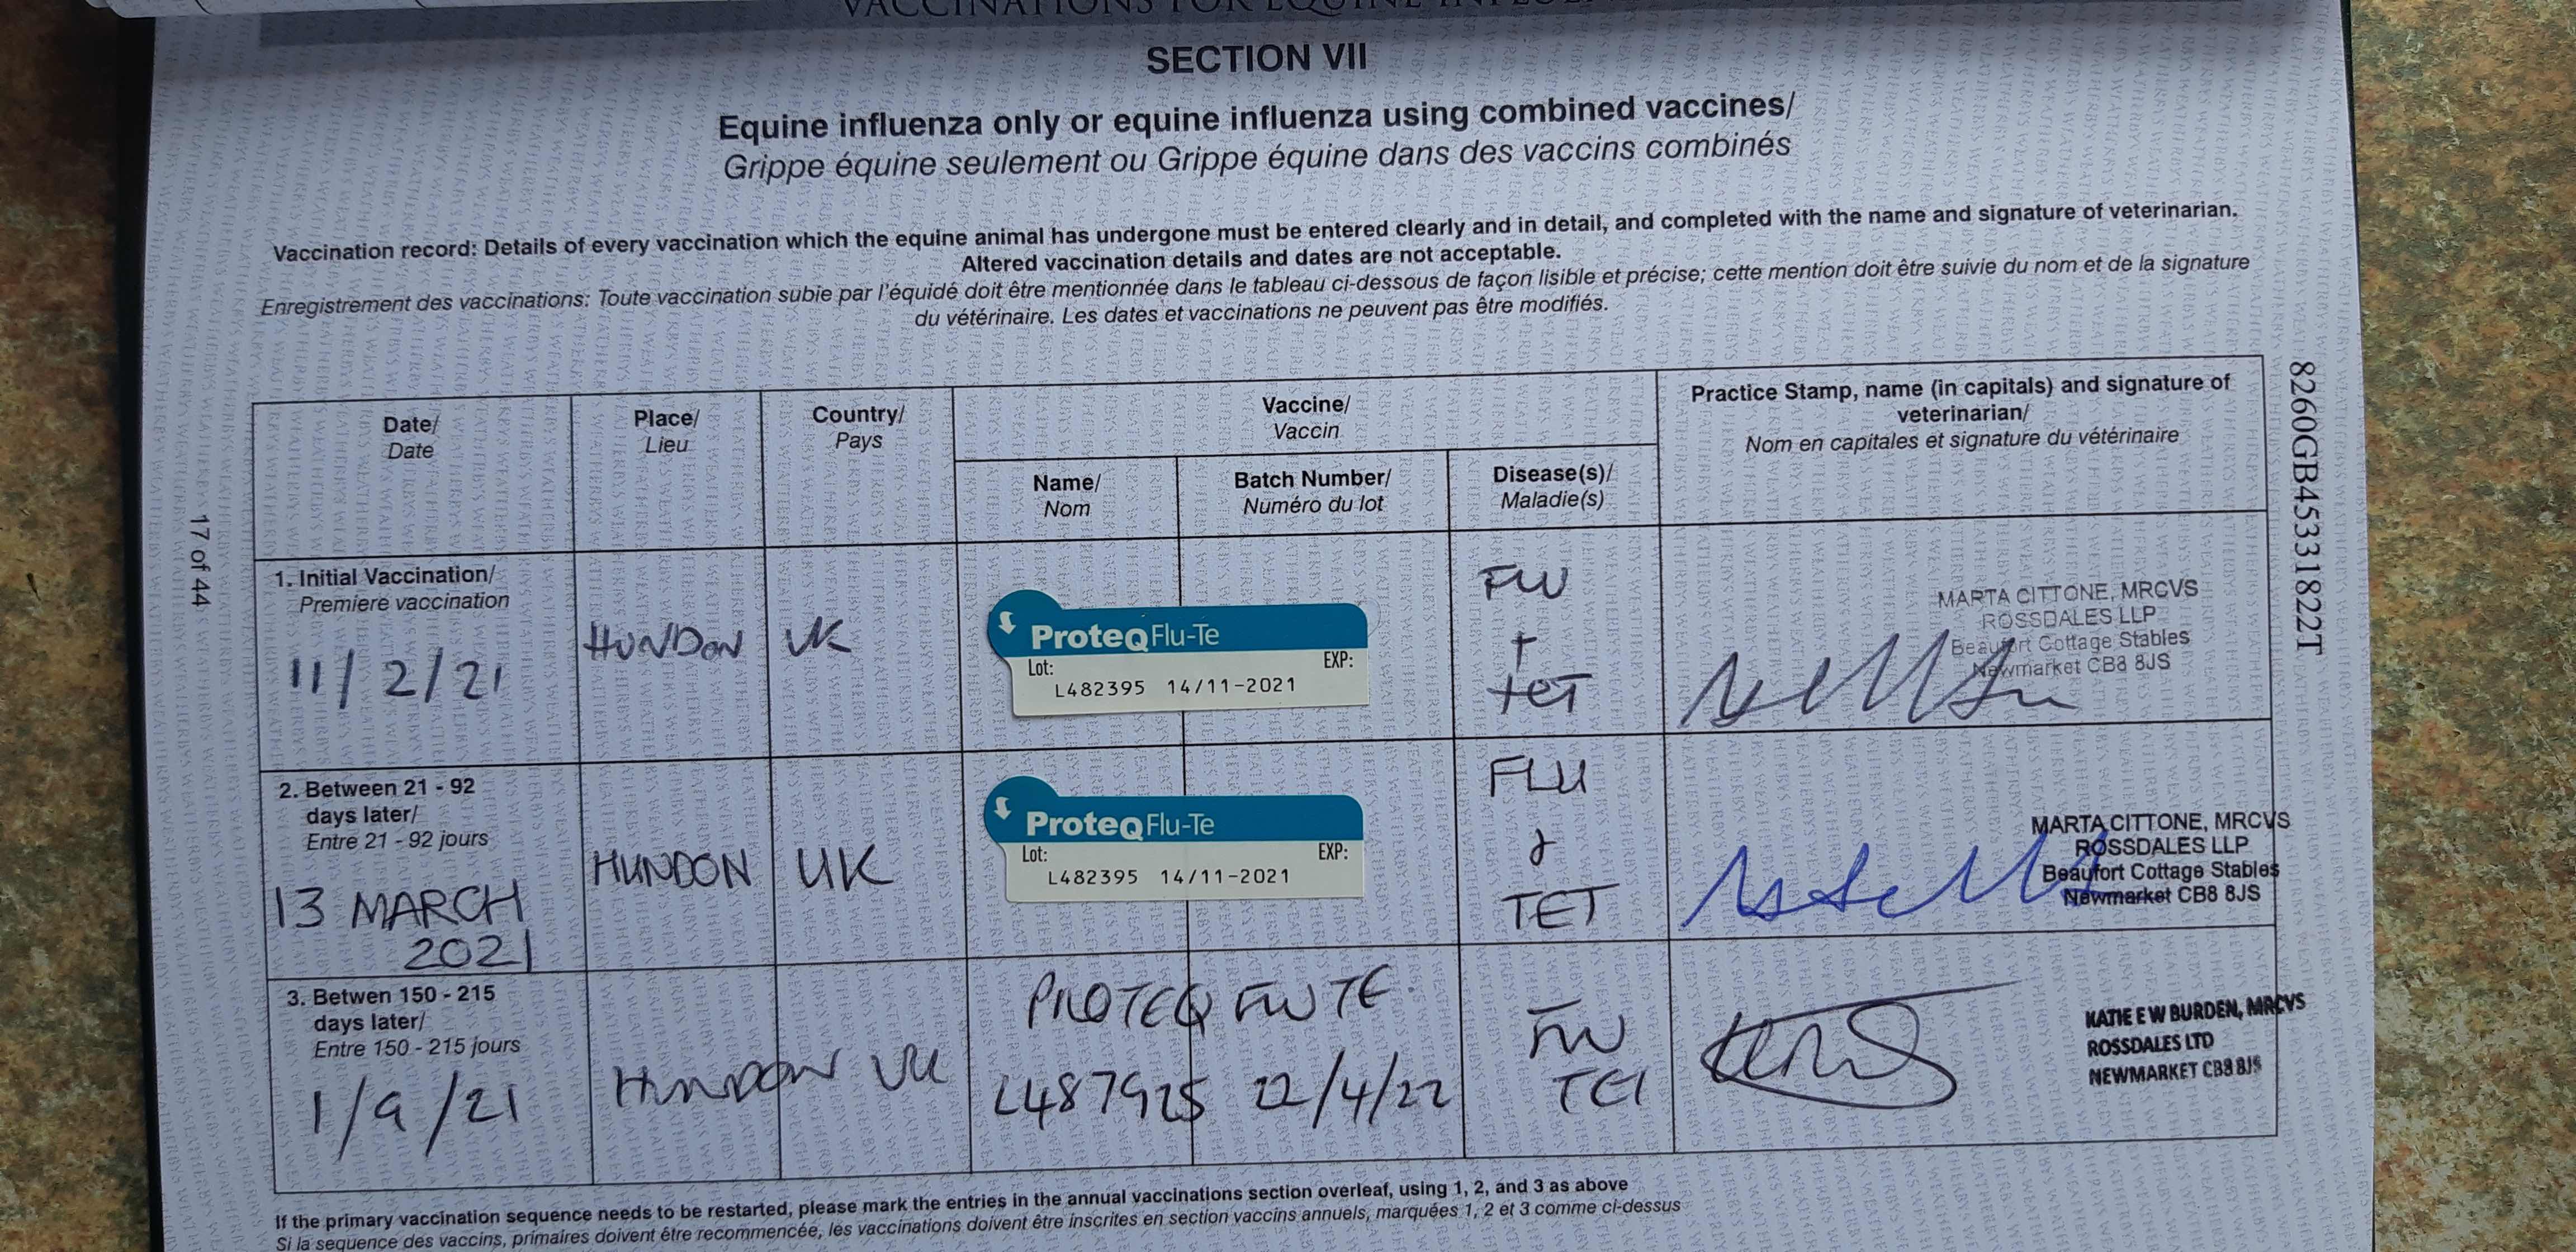 SECTION VII
Equine influenza only or equine influenza using combined vaccines/
Grippe équine seulement ou Grippe équine dans des vaccins combinés
Vaccination record: Details of every vaccination which the equine animal has undergone must be entered clearly and in detail, and completed with the name and signature of veterinarian.
Altered vaccination details and dates are not acceptable.
Enregistrement des vaccinations: Toute vaccination subie par l'équidé doit être mentionnée dans le tableau ci-dessous de façon lisible et précise; cette mention doit être suivie du nom et de la signature
du vétérinaire. Les dates et vaccinations ne peuvent pas être modifiés.
Date/
Date
Place/
Lieu
Country/
Pays
Vaccine/
Vaccin
Name/
Nom
Batch Number/
Numéro du lot
Disease(s)/
Maladie(s)
Practice Stamp, name (in capitals) and signature of
veterinarian/
Nom en capitales et signature du vétérinaire
1. Initial Vaccination/
Premiere vaccination
11/2/21
HUNDON
UK
ProteqFlu-Te
Lot: EXP:
L482395 14/11-2021
FLU
+
TET
MARTA CITTONE, MRCVS
ROSSDALES LLP
Beaufort Cottage Stables
Newmarket CB8 8JS
2. Between 21 - 92
days later/
Entre 21 - 92 jours
13 MARCH
2021
HUNDON
UK
ProteqFlu-Te
Lot: EXP:
L482395 14/11-2021
FLU
&
TET
MARTA CITTONE, MRCVS
ROSSDALES LLP
Beaufort Cottage Stables
Newmarket CB8 8JS
3. Betwen 150 - 215
days later/
Entre 150 - 215 jours
1/9/21
HUNDON
UK
PROTEQ FLU TE
L487925 22/4/22
FLU
TET
KATIE E W BURDEN, MRCVS
ROSSDALES LTD
NEWMARKET CB8 8JS
If the primary vaccination sequence needs to be restarted, please mark the entries in the annual vaccinations section overleaf, using 1, 2, and 3 as above
Si la sequence des vaccins, primaires doivent être recommencée, les vaccinations doivent être inscrites en section vaccins annuels, marquées 1, 2 et 3 comme ci-dessus
17 of 44
8260GB45331822T